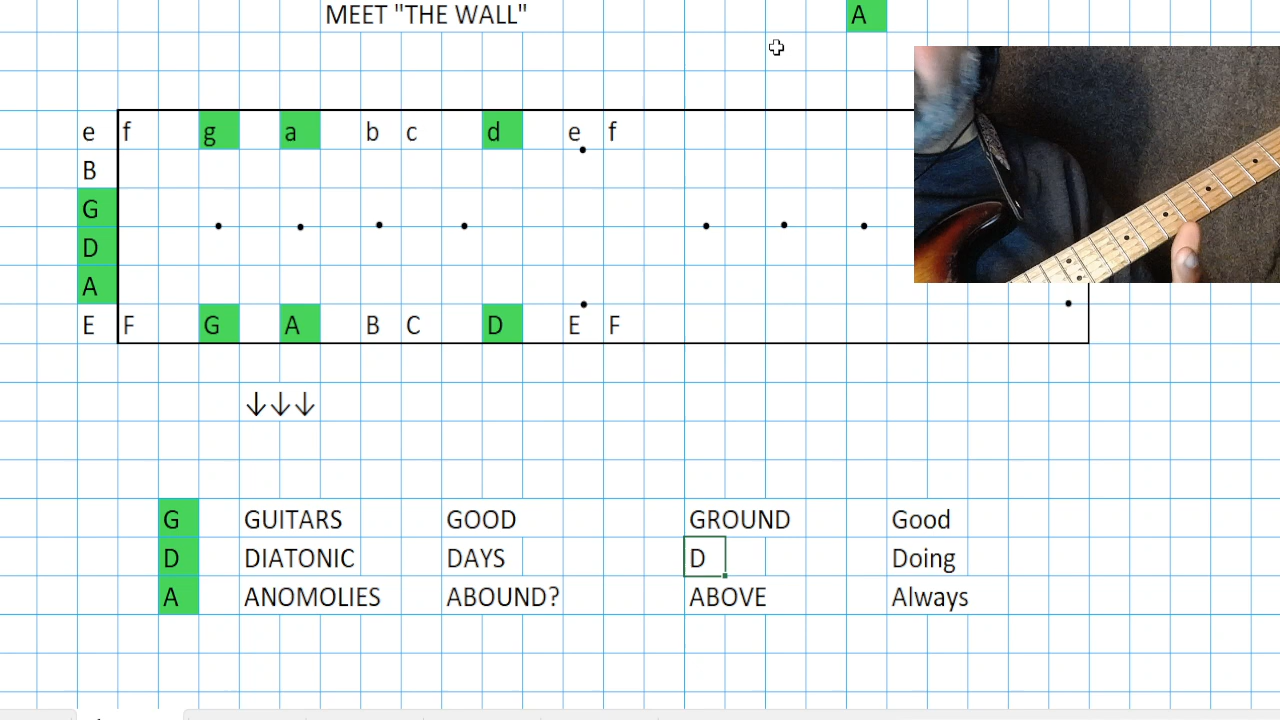 MEET "THE WALL" A
e f g a b c d e f
B
G
D
A
E F G A B C D E F
↓↓↓
G GUITARS GOOD GROUND Good
D DIATONIC DAYS D Doing
A ANOMOLIES ABOUND? ABOVE Always